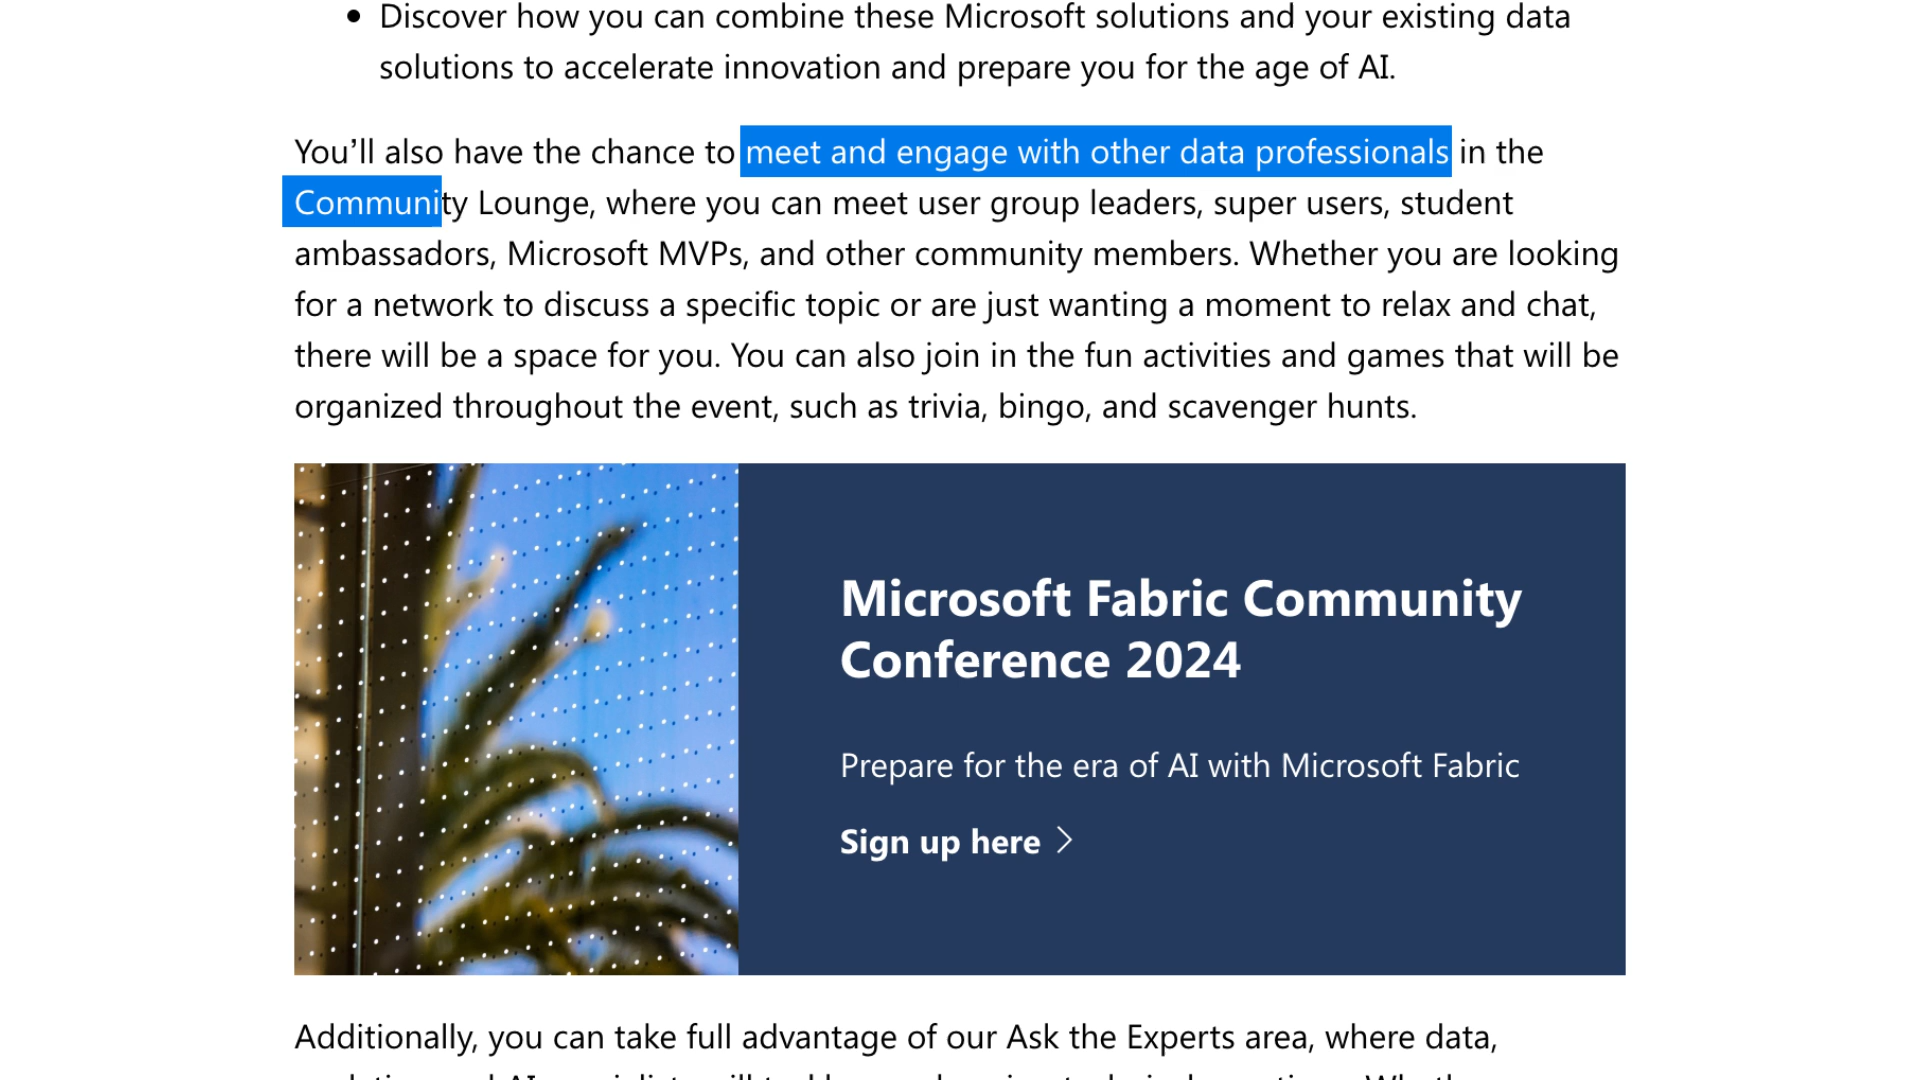 Discover how you can combine these Microsoft solutions and your existing data
solutions to accelerate innovation and prepare you for the age of AI.
You’ll also have the chance to meet and engage with other data professionals in the
Community Lounge, where you can meet user group leaders, super users, student
ambassadors, Microsoft MVPs, and other community members. Whether you are looking
for a network to discuss a specific topic or are just wanting a moment to relax and chat,
there will be a space for you. You can also join in the fun activities and games that will be
organized throughout the event, such as trivia, bingo, and scavenger hunts.
Microsoft Fabric Community
Conference 2024
Prepare for the era of AI with Microsoft Fabric
Sign up here
Additionally, you can take full advantage of our Ask the Experts area, where data,